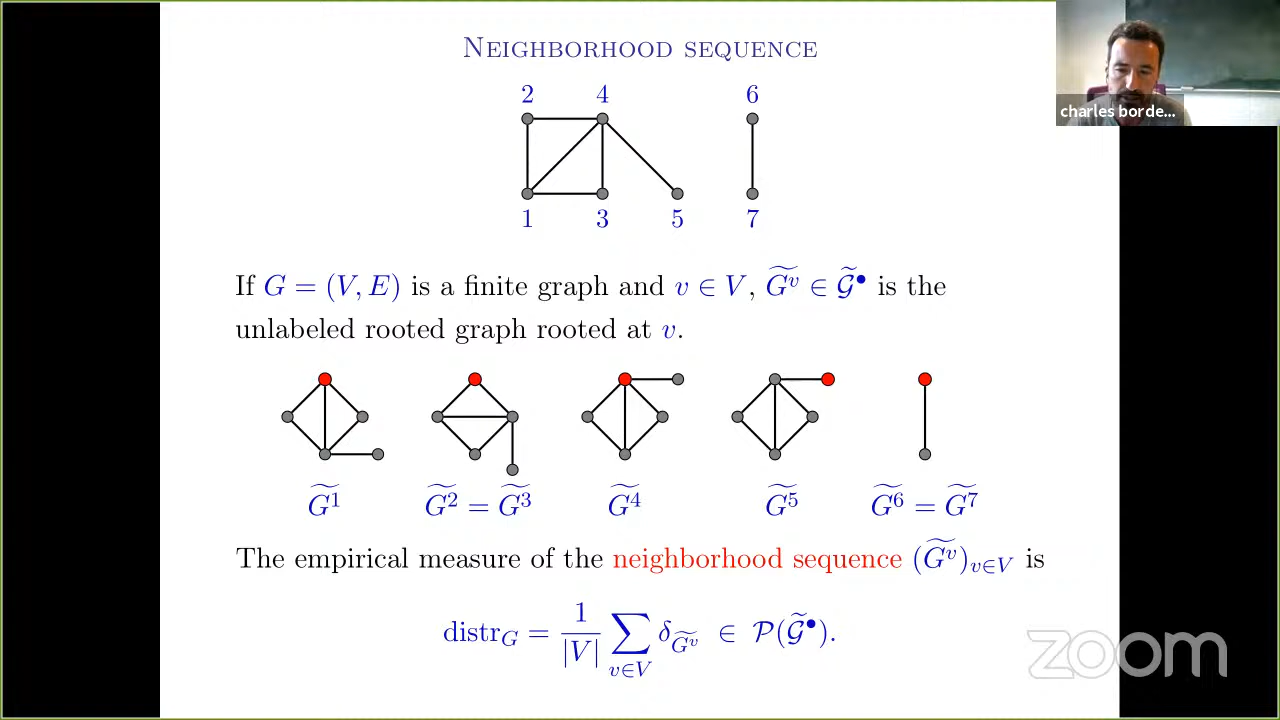 NEIGHBORHOOD SEQUENCE
2 4 6
1 3 5 7
charles borde...
If G = (V, E) is a finite graph and v ∈ V, G̃ᵛ ∈ 𝒢̃• is the
unlabeled rooted graph rooted at v.
G̃¹ G̃² = G̃³ G̃⁴ G̃⁵ G̃⁶ = G̃⁷
The empirical measure of the neighborhood sequence (G̃ᵛ)_{v∈V} is
distr_G = 1/|V| ∑_{v∈V} δ_{G̃ᵛ} ∈ 𝒫(𝒢̃•).
zoom